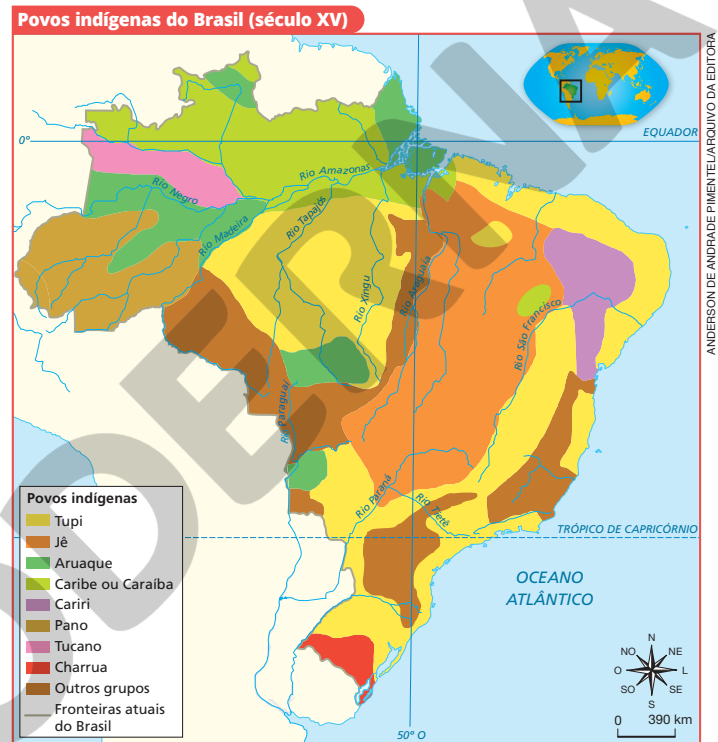 Povos indígenas do Brasil (século XV)
EQUADOR
0º
Rio Amazonas
Rio Negro
Rio Madeira
Rio Tapajós
Rio Xingu
Rio Araguaia
Rio São Francisco
Rio Paraguai
Rio Paraná
Rio Tietê
TRÓPICO DE CAPRICÓRNIO
OCEANO
ATLÂNTICO
Povos indígenas
Tupi
Jê
Aruaque
Caribe ou Caraíba
Cariri
Pano
Tucano
Charrua
Outros grupos
Fronteiras atuais
do Brasil
N
NO
NE
O
L
SO
SE
S
0
390 km
50º O
ANDERSON DE ANDRADE PIMENTEL/ARQUIVO DA EDITORA
ODERNA